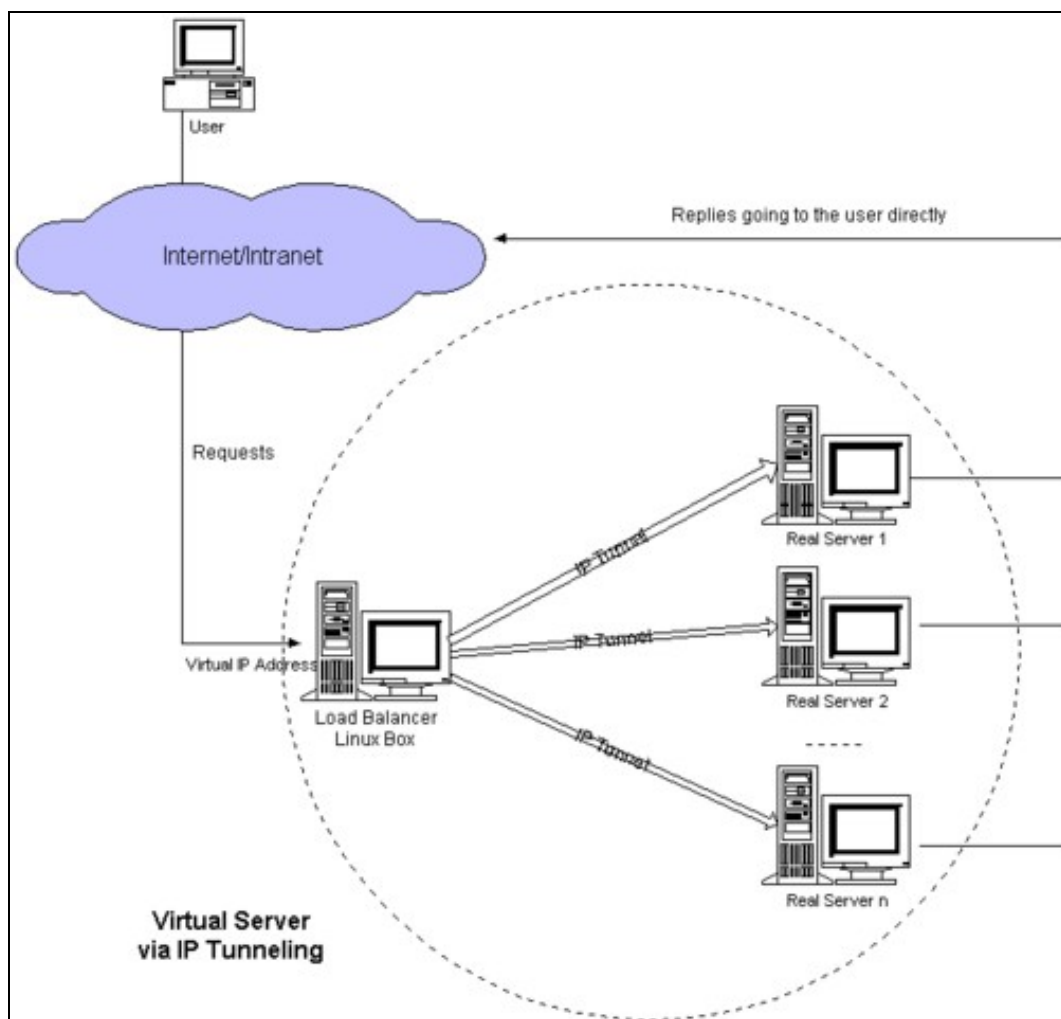 User
Internet/Intranet
Replies going to the user directly
Requests
Virtual IP Address
Load Balancer
Linux Box
IP Tunnel
IP Tunnel
IP Tunnel
Real Server 1
Real Server 2
Real Server n
Virtual Server
via IP Tunneling